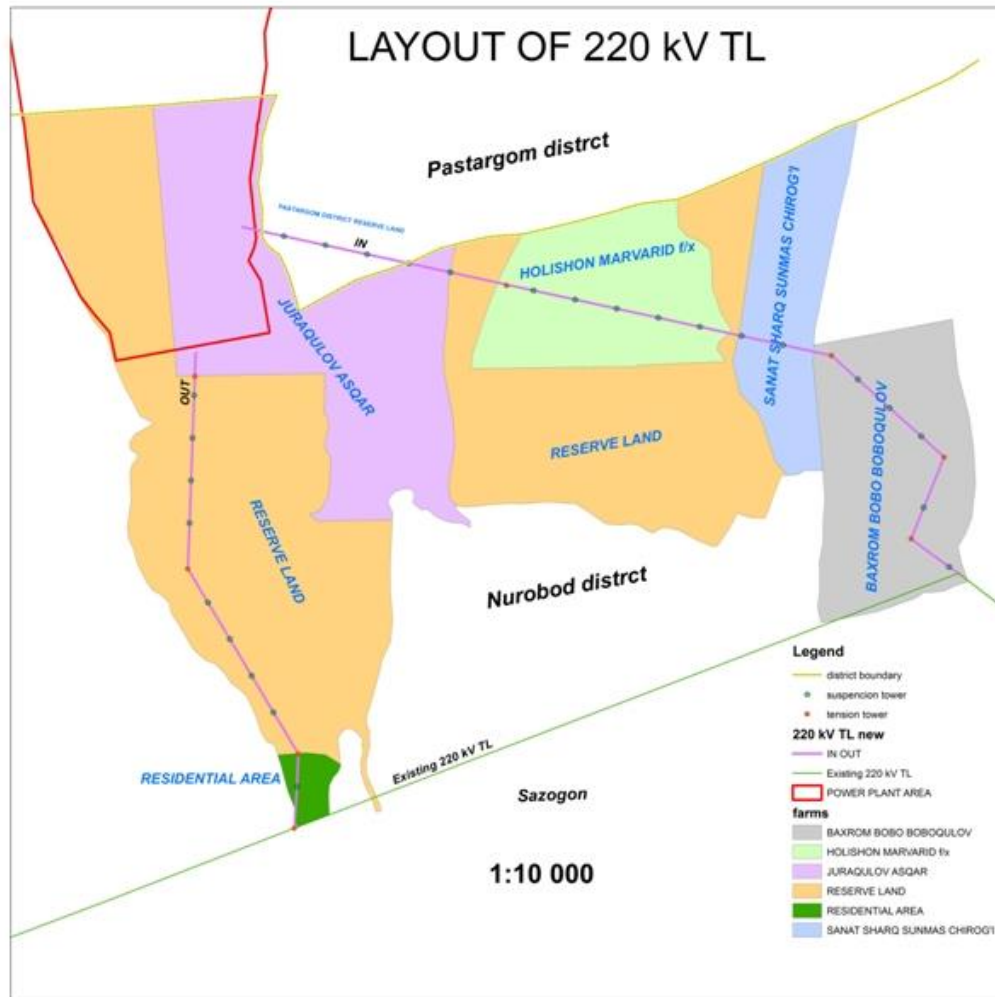 LAYOUT OF 220 kV TL
Pastargom distrct
PASTARGOM DISTRICT RESERVE LAND
IN
HOLISHON MARVARID f/x
SANAT SHARQ SUNMAS CHIROG'I
JURAQULOV ASQAR
OUT
BAXROM BOBO BOBOQULOV
RESERVE LAND
RESERVE LAND
Nurobod distrct
RESIDENTIAL AREA
Existing 220 kV TL
Sazogon
1:10 000
Legend
district boundary
suspencion tower
tension tower
220 kV TL new
IN OUT
Existing 220 kV TL
POWER PLANT AREA
farms
BAXROM BOBO BOBOQULOV
HOLISHON MARVARID f/x
JURAQULOV ASQAR
RESERVE LAND
RESIDENTIAL AREA
SANAT SHARQ SUNMAS CHIROG'I